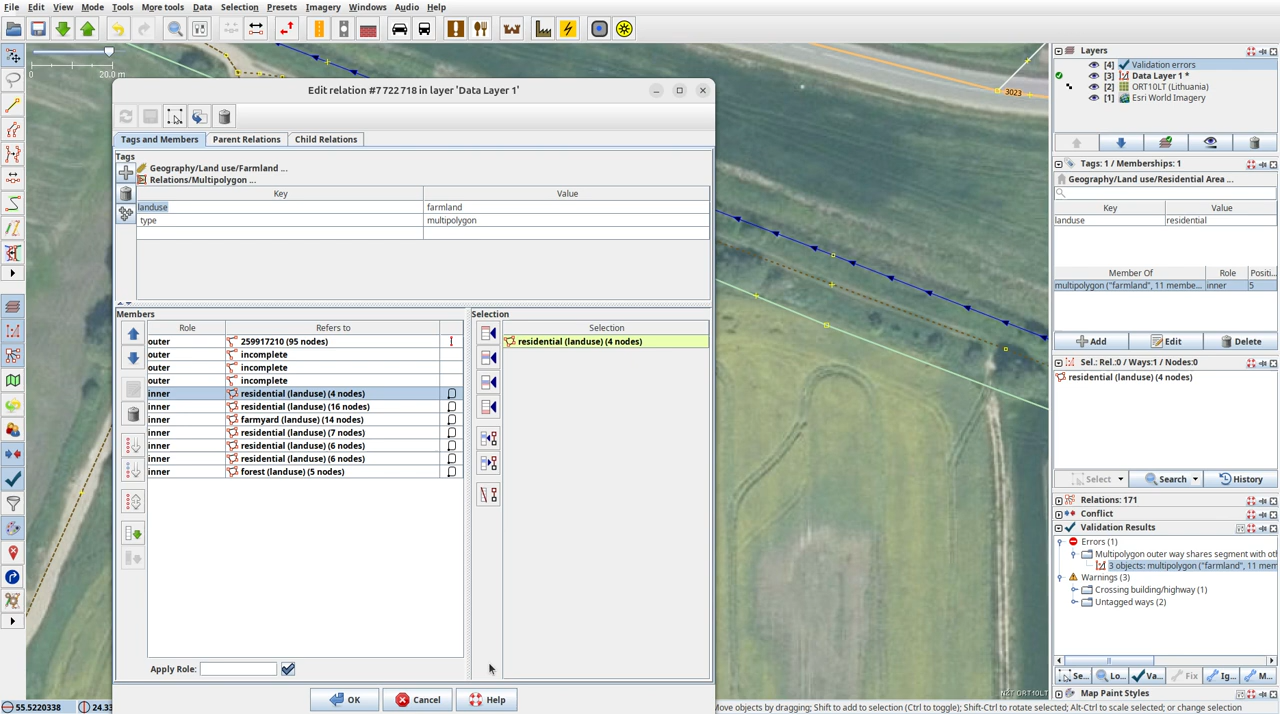 File Edit View Mode Tools More tools Data Selection Presets Imagery Windows Audio Help
0 20.0 m
3023
Edit relation #7 722 718 in layer 'Data Layer 1'
Tags and Members Parent Relations Child Relations
Tags
Geography/Land use/Farmland ...
Relations/Multipolygon ...
Key Value
landuse farmland
type multipolygon
Members Selection
Role Refers to Selection
outer 259917210 (95 nodes) residential (landuse) (4 nodes)
outer incomplete
outer incomplete
outer incomplete
inner residential (landuse) (4 nodes)
inner residential (landuse) (16 nodes)
inner farmyard (landuse) (14 nodes)
inner residential (landuse) (7 nodes)
inner residential (landuse) (6 nodes)
inner residential (landuse) (6 nodes)
inner forest (landuse) (5 nodes)
Apply Role:
OK Cancel Help
Layers
[4] Validation errors
[3] Data Layer 1 *
[2] ORT10LT (Lithuania)
[1] Esri World Imagery
Tags: 1 / Memberships: 1
Geography/Land use/Residential Area ...
Key Value
landuse residential
Member Of Role Positi...
multipolygon ("farmland", 11 membe... inner 5
Add Edit Delete
Sel.: Rel.:0 / Ways:1 / Nodes:0
residential (landuse) (4 nodes)
Select Search History
Relations: 171
Conflict
Validation Results
Errors (1)
Multipolygon outer way shares segment with oth
3 objects: multipolygon ("farmland", 11 mem
Warnings (3)
Crossing building/highway (1)
Untagged ways (2)
Se... Lo... Va... Fix Ig... M...
Map Paint Styles
55.5220338 24.33
Move objects by dragging; Shift to add to selection (Ctrl to toggle); Shift-Ctrl to rotate selected; Alt-Ctrl to scale selected; or change selection